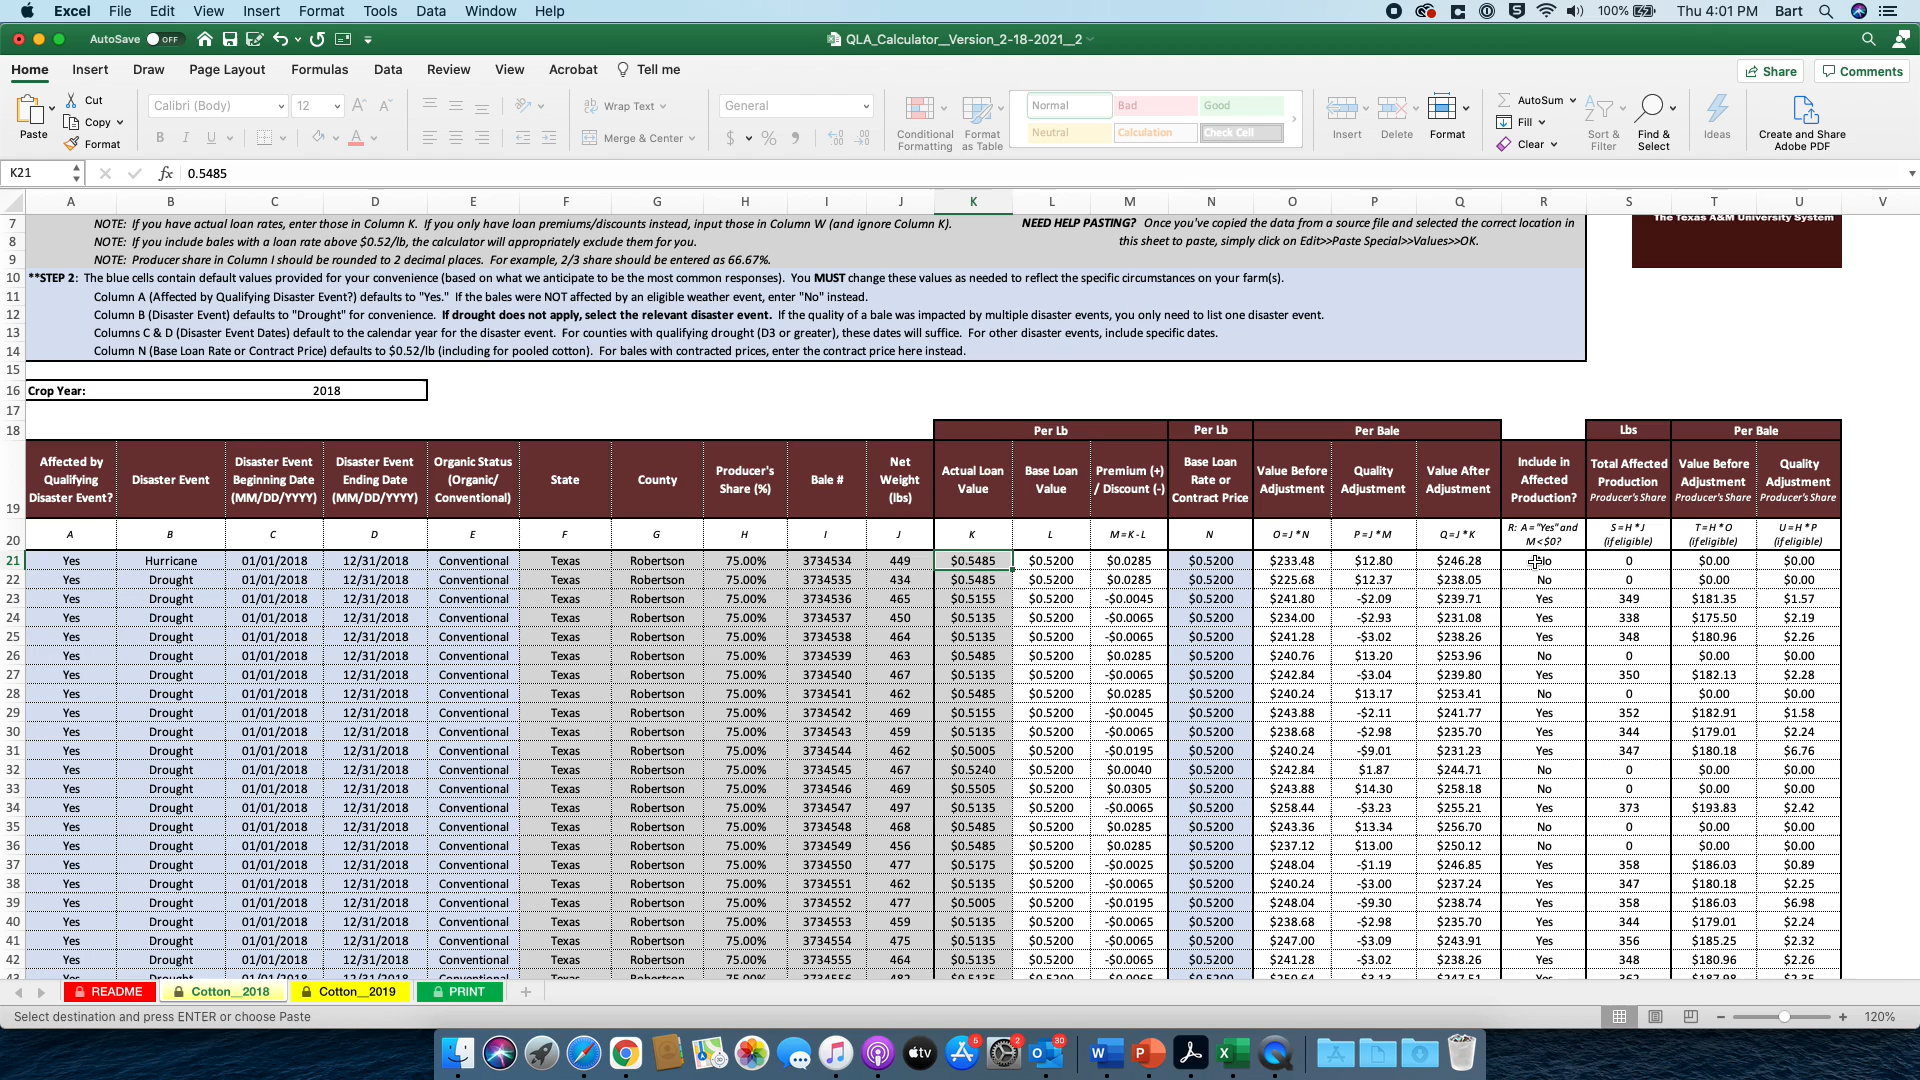 Excel File Edit View Insert Format Tools Data Window Help 100% Thu 4:01 PM Bart
AutoSave OFF QLA_Calculator__Version_2-18-2021__2
Home Insert Draw Page Layout Formulas Data Review View Acrobat Tell me Share Comments
Paste Cut Copy Format Calibri (Body) 12 Wrap Text Merge & Center General Conditional Formatting Format as Table Normal Bad Good Neutral Calculation Check Cell Insert Delete Format AutoSum Fill Clear Sort & Filter Find & Select Ideas Create and Share Adobe PDF
K21 fx 0.5485
A B C D E F G H I J K L M N O P Q R S T U V
7 NOTE: If you have actual loan rates, enter those in Column K. If you only have loan premiums/discounts instead, input those in Column W (and ignore Column K). NEED HELP PASTING? Once you've copied the data from a source file and selected the correct location in The Texas A&M University System
8 NOTE: If you include bales with a loan rate above $0.52/lb, the calculator will appropriately exclude them for you. this sheet to paste, simply click on Edit>>Paste Special>>Values>>OK.
9 NOTE: Producer share in Column I should be rounded to 2 decimal places. For example, 2/3 share should be entered as 66.67%.
10 **STEP 2: The blue cells contain default values provided for your convenience (based on what we anticipate to be the most common responses). You MUST change these values as needed to reflect the specific circumstances on your farm(s).
11 Column A (Affected by Qualifying Disaster Event?) defaults to "Yes." If the bales were NOT affected by an eligible weather event, enter "No" instead.
12 Column B (Disaster Event) defaults to "Drought" for convenience. If drought does not apply, select the relevant disaster event. If the quality of a bale was impacted by multiple disaster events, you only need to list one disaster event.
13 Columns C & D (Disaster Event Dates) default to the calendar year for the disaster event. For counties with qualifying drought (D3 or greater), these dates will suffice. For other disaster events, include specific dates.
14 Column N (Base Loan Rate or Contract Price) defaults to $0.52/lb (including for pooled cotton). For bales with contracted prices, enter the contract price here instead.
15
16 Crop Year: 2018
17
18 Per Lb Per Lb Per Bale Lbs Per Bale
19 Affected by Qualifying Disaster Event? Disaster Event Disaster Event Beginning Date (MM/DD/YYYY) Disaster Event Ending Date (MM/DD/YYYY) Organic Status (Organic/ Conventional) State County Producer's Share (%) Bale # Net Weight (lbs) Actual Loan Value Base Loan Value Premium (+) / Discount (-) Base Loan Rate or Contract Price Value Before Adjustment Quality Adjustment Value After Adjustment Include in Affected Production? Total Affected Production Producer's Share Value Before Adjustment Producer's Share Quality Adjustment Producer's Share
20 A B C D E F G H I J K L M=K-L N O=J*N P=J*M Q=J*K R: A="Yes" and M<$0? S=H*J (if eligible) T=H*O (if eligible) U=H*P (if eligible)
21 Yes Hurricane 01/01/2018 12/31/2018 Conventional Texas Robertson 75.00% 3734534 449 $0.5485 $0.5200 $0.0285 $0.5200 $233.48 $12.80 $246.28 No 0 $0.00 $0.00
22 Yes Drought 01/01/2018 12/31/2018 Conventional Texas Robertson 75.00% 3734535 434 $0.5485 $0.5200 $0.0285 $0.5200 $225.68 $12.37 $238.05 No 0 $0.00 $0.00
23 Yes Drought 01/01/2018 12/31/2018 Conventional Texas Robertson 75.00% 3734536 465 $0.5155 $0.5200 -$0.0045 $0.5200 $241.80 -$2.09 $239.71 Yes 349 $181.35 $1.57
24 Yes Drought 01/01/2018 12/31/2018 Conventional Texas Robertson 75.00% 3734537 450 $0.5135 $0.5200 -$0.0065 $0.5200 $234.00 -$2.93 $231.08 Yes 338 $175.50 $2.19
25 Yes Drought 01/01/2018 12/31/2018 Conventional Texas Robertson 75.00% 3734538 464 $0.5135 $0.5200 -$0.0065 $0.5200 $241.28 -$3.02 $238.26 Yes 348 $180.96 $2.26
26 Yes Drought 01/01/2018 12/31/2018 Conventional Texas Robertson 75.00% 3734539 463 $0.5485 $0.5200 $0.0285 $0.5200 $240.76 $13.20 $253.96 No 0 $0.00 $0.00
27 Yes Drought 01/01/2018 12/31/2018 Conventional Texas Robertson 75.00% 3734540 467 $0.5135 $0.5200 -$0.0065 $0.5200 $242.84 -$3.04 $239.80 Yes 350 $182.13 $2.28
28 Yes Drought 01/01/2018 12/31/2018 Conventional Texas Robertson 75.00% 3734541 462 $0.5485 $0.5200 $0.0285 $0.5200 $240.24 $13.17 $253.41 No 0 $0.00 $0.00
29 Yes Drought 01/01/2018 12/31/2018 Conventional Texas Robertson 75.00% 3734542 469 $0.5155 $0.5200 -$0.0045 $0.5200 $243.88 -$2.11 $241.77 Yes 352 $182.91 $1.58
30 Yes Drought 01/01/2018 12/31/2018 Conventional Texas Robertson 75.00% 3734543 459 $0.5135 $0.5200 -$0.0065 $0.5200 $238.68 -$2.98 $235.70 Yes 344 $179.01 $2.24
31 Yes Drought 01/01/2018 12/31/2018 Conventional Texas Robertson 75.00% 3734544 462 $0.5005 $0.5200 -$0.0195 $0.5200 $240.24 -$9.01 $231.23 Yes 347 $180.18 $6.76
32 Yes Drought 01/01/2018 12/31/2018 Conventional Texas Robertson 75.00% 3734545 467 $0.5240 $0.5200 $0.0040 $0.5200 $242.84 $1.87 $244.71 No 0 $0.00 $0.00
33 Yes Drought 01/01/2018 12/31/2018 Conventional Texas Robertson 75.00% 3734546 469 $0.5505 $0.5200 $0.0305 $0.5200 $243.88 $14.30 $258.18 No 0 $0.00 $0.00
34 Yes Drought 01/01/2018 12/31/2018 Conventional Texas Robertson 75.00% 3734547 497 $0.5135 $0.5200 -$0.0065 $0.5200 $258.44 -$3.23 $255.21 Yes 373 $193.83 $2.42
35 Yes Drought 01/01/2018 12/31/2018 Conventional Texas Robertson 75.00% 3734548 468 $0.5485 $0.5200 $0.0285 $0.5200 $243.36 $13.34 $256.70 No 0 $0.00 $0.00
36 Yes Drought 01/01/2018 12/31/2018 Conventional Texas Robertson 75.00% 3734549 456 $0.5485 $0.5200 $0.0285 $0.5200 $237.12 $13.00 $250.12 No 0 $0.00 $0.00
37 Yes Drought 01/01/2018 12/31/2018 Conventional Texas Robertson 75.00% 3734550 477 $0.5175 $0.5200 -$0.0025 $0.5200 $248.04 -$1.19 $246.85 Yes 358 $186.03 $0.89
38 Yes Drought 01/01/2018 12/31/2018 Conventional Texas Robertson 75.00% 3734551 462 $0.5135 $0.5200 -$0.0065 $0.5200 $240.24 -$3.00 $237.24 Yes 347 $180.18 $2.25
39 Yes Drought 01/01/2018 12/31/2018 Conventional Texas Robertson 75.00% 3734552 477 $0.5005 $0.5200 -$0.0195 $0.5200 $248.04 -$9.30 $238.74 Yes 358 $186.03 $6.98
40 Yes Drought 01/01/2018 12/31/2018 Conventional Texas Robertson 75.00% 3734553 459 $0.5135 $0.5200 -$0.0065 $0.5200 $238.68 -$2.98 $235.70 Yes 344 $179.01 $2.24
41 Yes Drought 01/01/2018 12/31/2018 Conventional Texas Robertson 75.00% 3734554 475 $0.5135 $0.5200 -$0.0065 $0.5200 $247.00 -$3.09 $243.91 Yes 356 $185.25 $2.32
42 Yes Drought 01/01/2018 12/31/2018 Conventional Texas Robertson 75.00% 3734555 464 $0.5135 $0.5200 -$0.0065 $0.5200 $241.28 -$3.02 $238.26 Yes 348 $180.96 $2.26
README Cotton__2018 Cotton__2019 PRINT
Select destination and press ENTER or choose Paste 120%
5 2 30
tv W P X